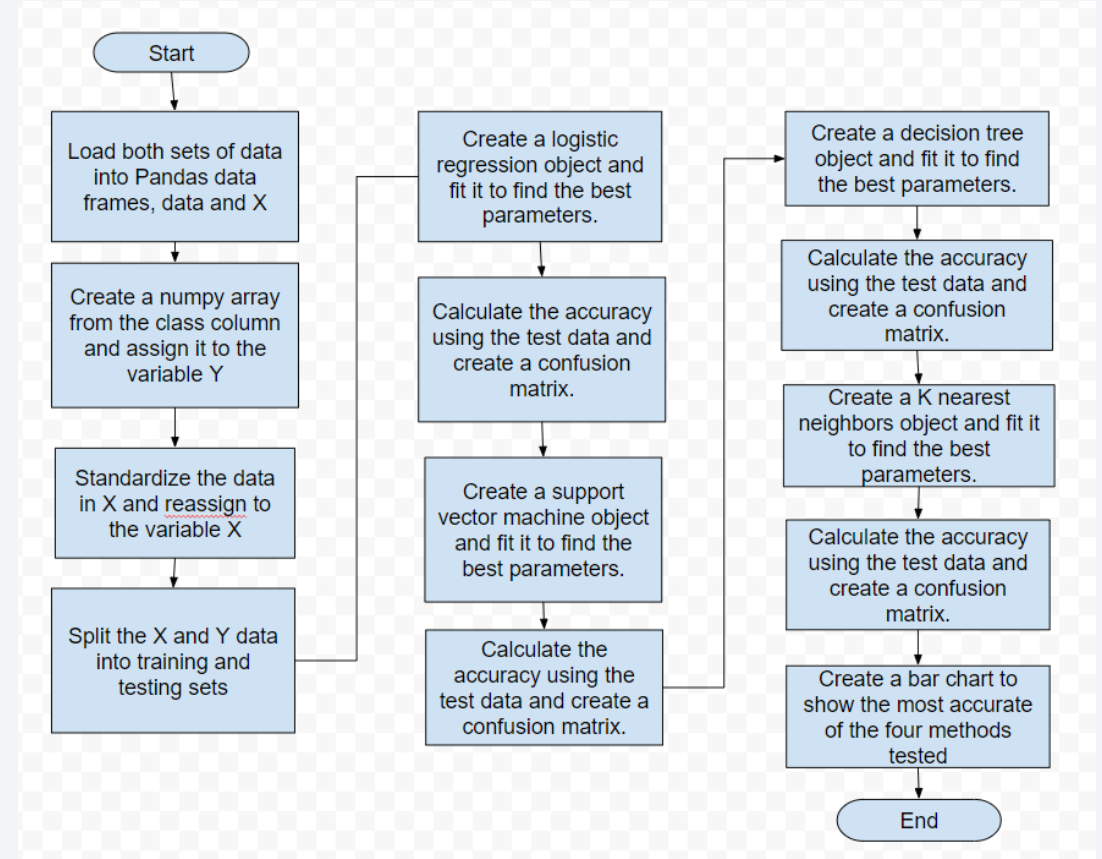 Start
Load both sets of data
into Pandas data
frames, data and X
Create a numpy array
from the class column
and assign it to the
variable Y
Standardize the data
in X and reassign to
the variable X
Split the X and Y data
into training and
testing sets
Create a logistic
regression object and
fit it to find the best
parameters.
Calculate the accuracy
using the test data and
create a confusion
matrix.
Create a support
vector machine object
and fit it to find the
best parameters.
Calculate the
accuracy using the
test data and create a
confusion matrix.
Create a decision tree
object and fit it to find
the best parameters.
Calculate the accuracy
using the test data and
create a confusion
matrix.
Create a K nearest
neighbors object and fit it
to find the best
parameters.
Calculate the accuracy
using the test data and
create a confusion
matrix.
Create a bar chart to
show the most accurate
of the four methods
tested
End